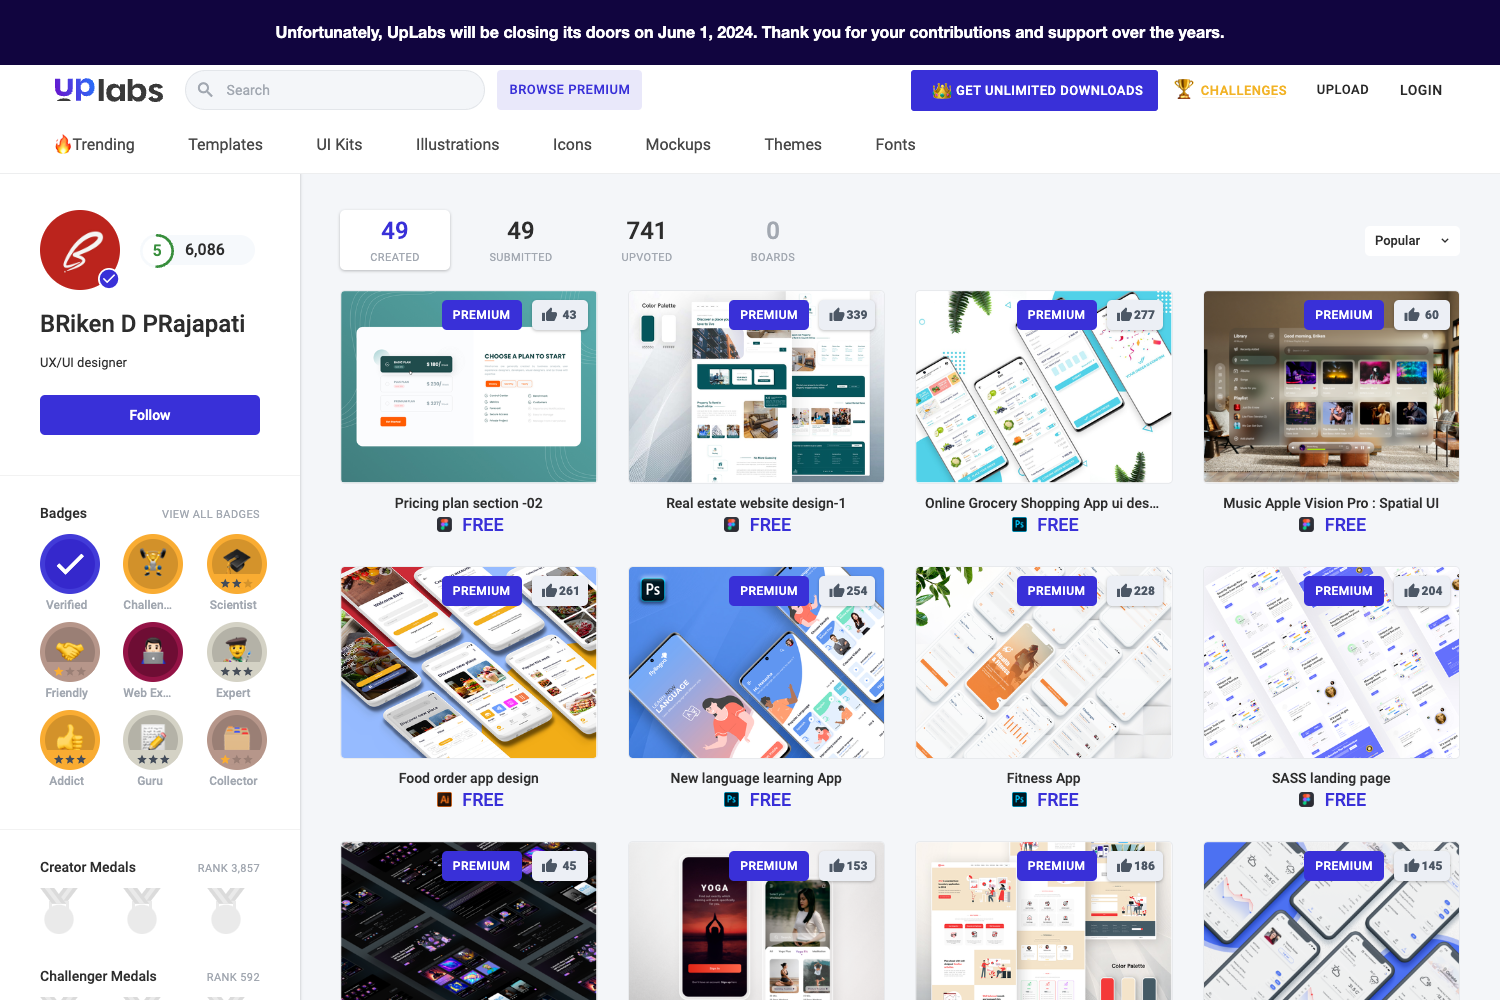 Unfortunately, UpLabs will be closing its doors on June 1, 2024. Thank you for your contributions and support over the years.
uplabs
Search
BROWSE PREMIUM
GET UNLIMITED DOWNLOADS
CHALLENGES
UPLOAD
LOGIN
Trending
Templates
UI Kits
Illustrations
Icons
Mockups
Themes
Fonts
5
6,086
BRiken D PRajapati
UX/UI designer
Follow
Badges
VIEW ALL BADGES
Verified
Challen...
Scientist
Friendly
Web Ex...
Expert
Addict
Guru
Collector
Creator Medals
RANK 3,857
Challenger Medals
RANK 592
49
CREATED
49
SUBMITTED
741
UPVOTED
0
BOARDS
Popular
PREMIUM
43
CHOOSE A PLAN TO START
Pricing plan section -02
FREE
Color Palette
PREMIUM
339
Real estate website design-1
FREE
PREMIUM
277
Online Grocery Shopping App ui des...
Ps
FREE
PREMIUM
60
Music Apple Vision Pro : Spatial UI
FREE
PREMIUM
261
Food order app design
Ai
FREE
Ps
PREMIUM
254
LANGUAGE
New language learning App
Ps
FREE
PREMIUM
228
Fitness App
Ps
FREE
PREMIUM
204
SASS landing page
FREE
PREMIUM
45
PREMIUM
153
YOGA
PREMIUM
186
Color Palette
PREMIUM
145